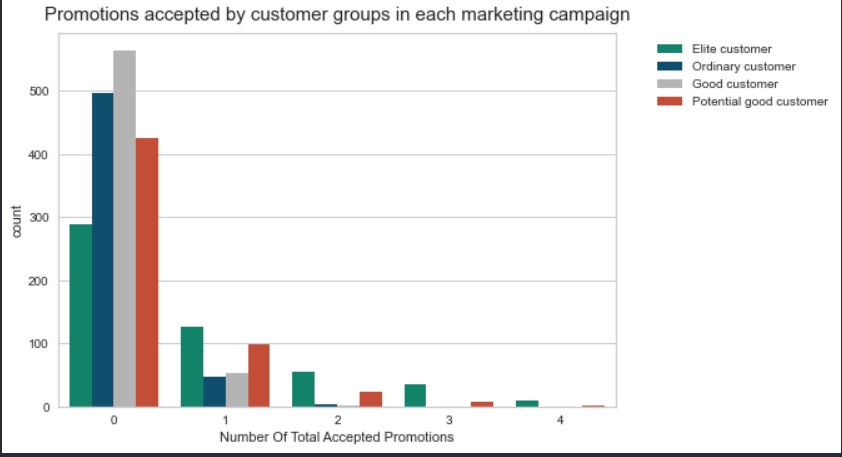 Promotions accepted by customer groups in each marketing campaign
Elite customer
Ordinary customer
Good customer
Potential good customer
500
400
300
200
100
0
count
0 1 2 3 4
Number Of Total Accepted Promotions